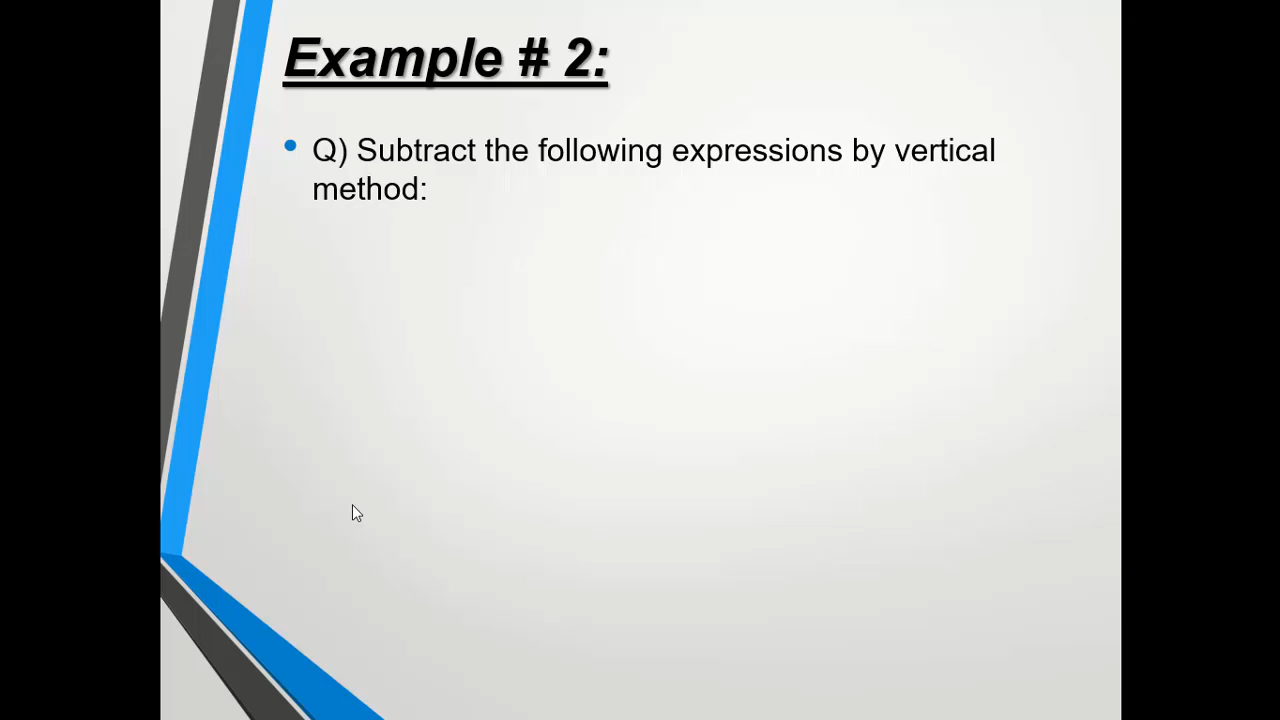 Example # 2:
Q) Subtract the following expressions by vertical
method: